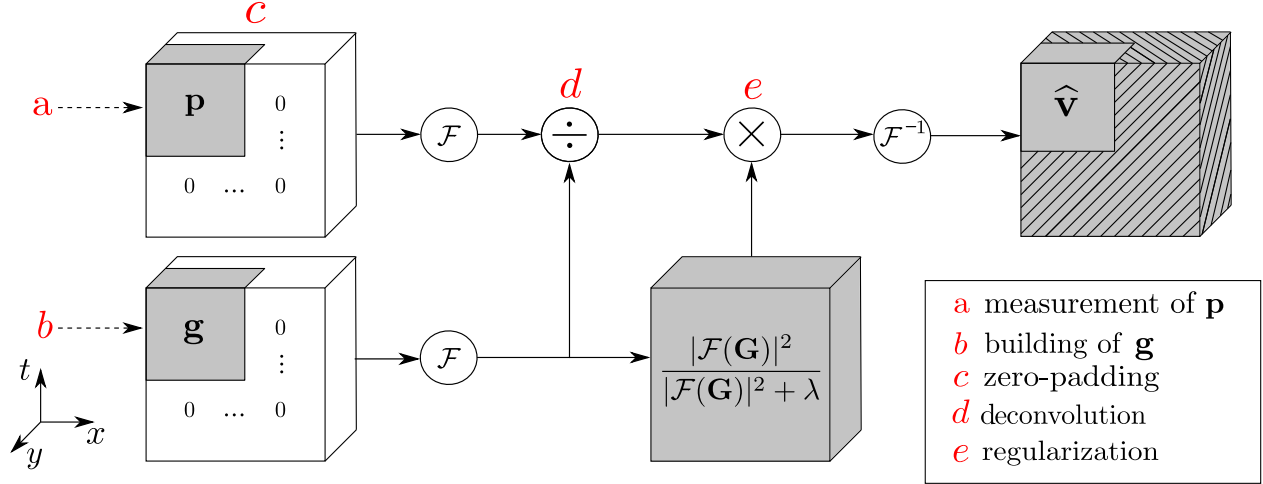 c
a
p
0
⋮
0 ... 0
ℱ
d
÷
e
×
ℱ⁻¹
v̂
b
g
0
⋮
0 ... 0
ℱ
|ℱ(G)|²
|ℱ(G)|² + λ
t
x
y
a measurement of p
b building of g
c zero-padding
d deconvolution
e regularization